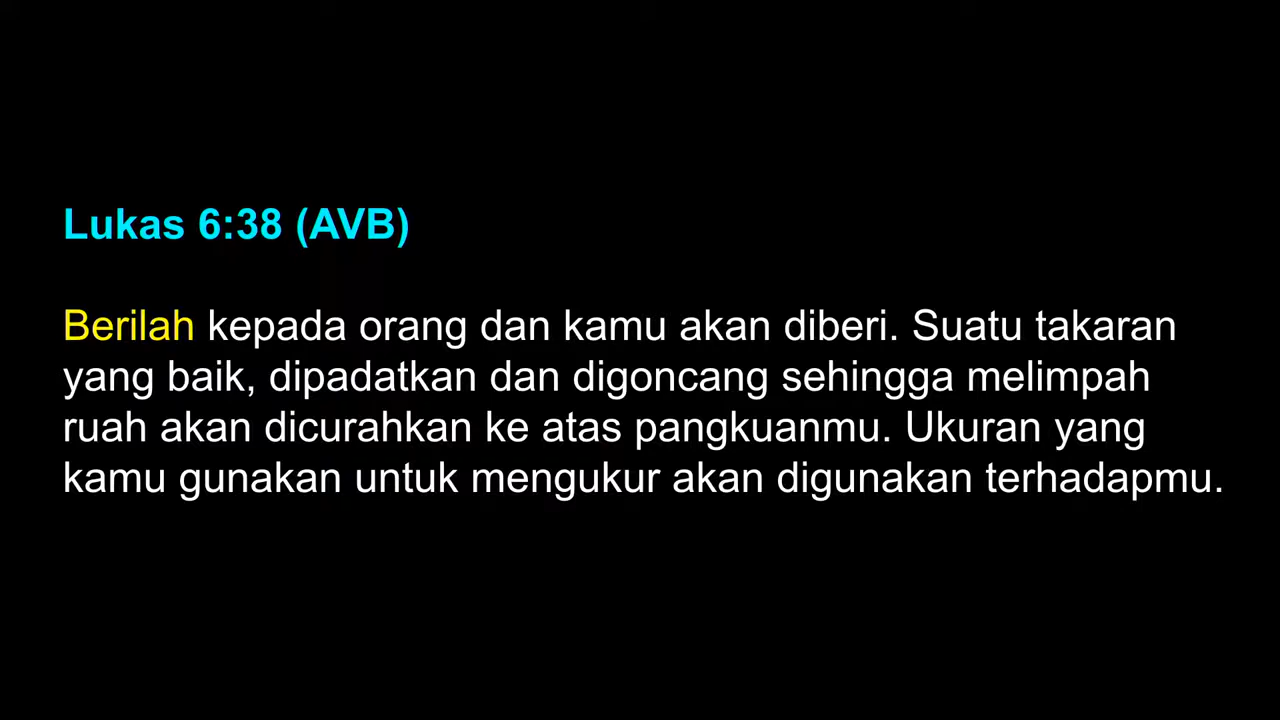 Lukas 6:38 (AVB)
Berilah kepada orang dan kamu akan diberi. Suatu takaran
yang baik, dipadatkan dan digoncang sehingga melimpah
ruah akan dicurahkan ke atas pangkuanmu. Ukuran yang
kamu gunakan untuk mengukur akan digunakan terhadapmu.